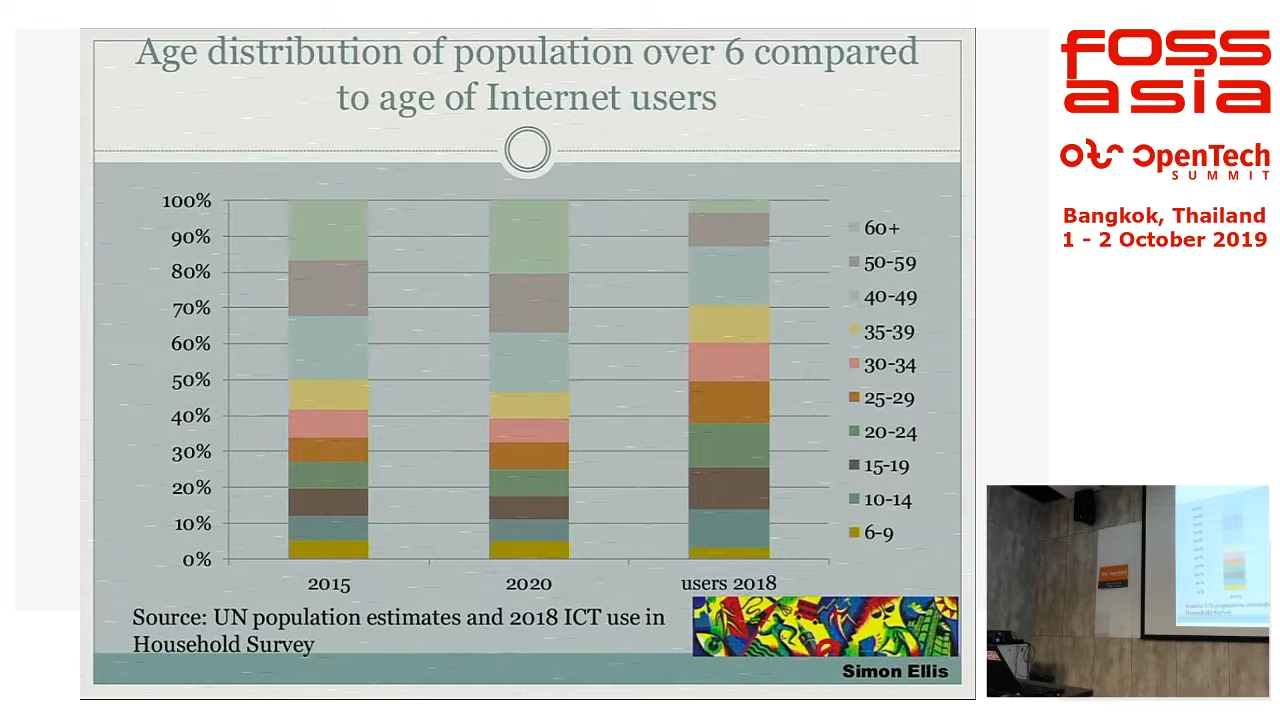 Age distribution of population over 6 compared
to age of Internet users
100%
90%
80%
70%
60%
50%
40%
30%
20%
10%
0%
2015
2020
users 2018
60+
50-59
40-49
35-39
30-34
25-29
20-24
15-19
10-14
6-9
Source: UN population estimates and 2018 ICT use in
Household Survey
Simon Ellis
FOSS
asia
OpenTech
SUMMIT
Bangkok, Thailand
1 - 2 October 2019